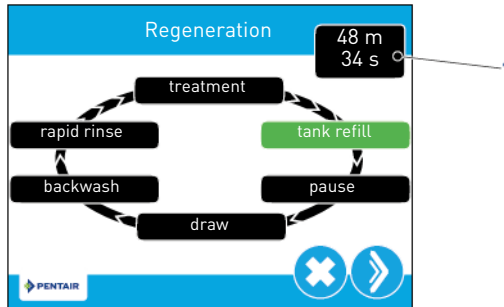 Regeneration
48 m
34 s
treatment
rapid rinse
tank refill
backwash
pause
draw
PENTAIR